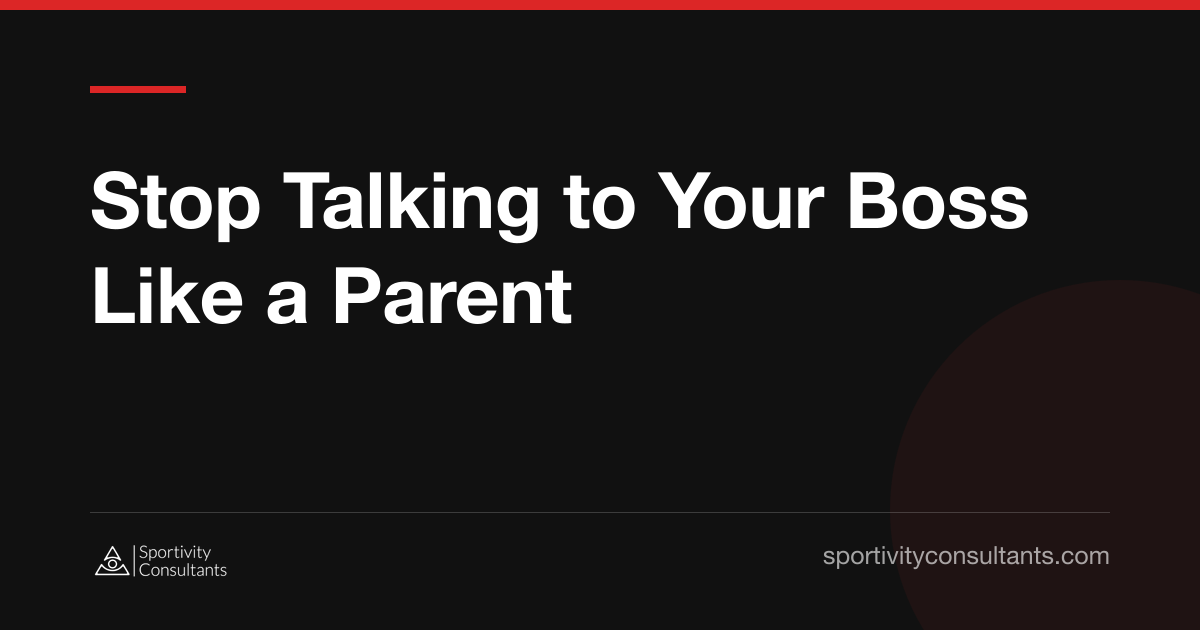 Stop Talking to Your Boss
Like a Parent
Sportivity
Consultants
sportivityconsultants.com